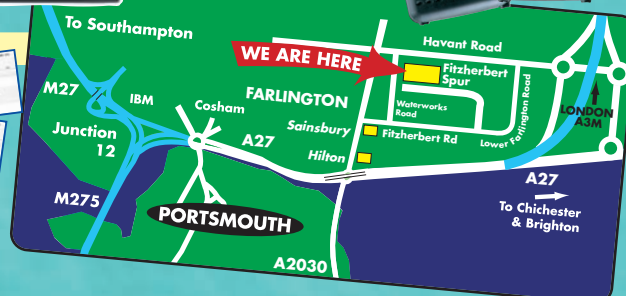 To Southampton
WE ARE HERE
Havant Road
Fitzherbert
Spur
M27
IBM
Cosham
FARLINGTON
Waterworks
Road
LONDON
A3M
Junction
12
Sainsbury
Fitzherbert Rd
Lower Farlington Road
A27
Hilton
A27
M275
PORTSMOUTH
To Chichester
& Brighton
A2030